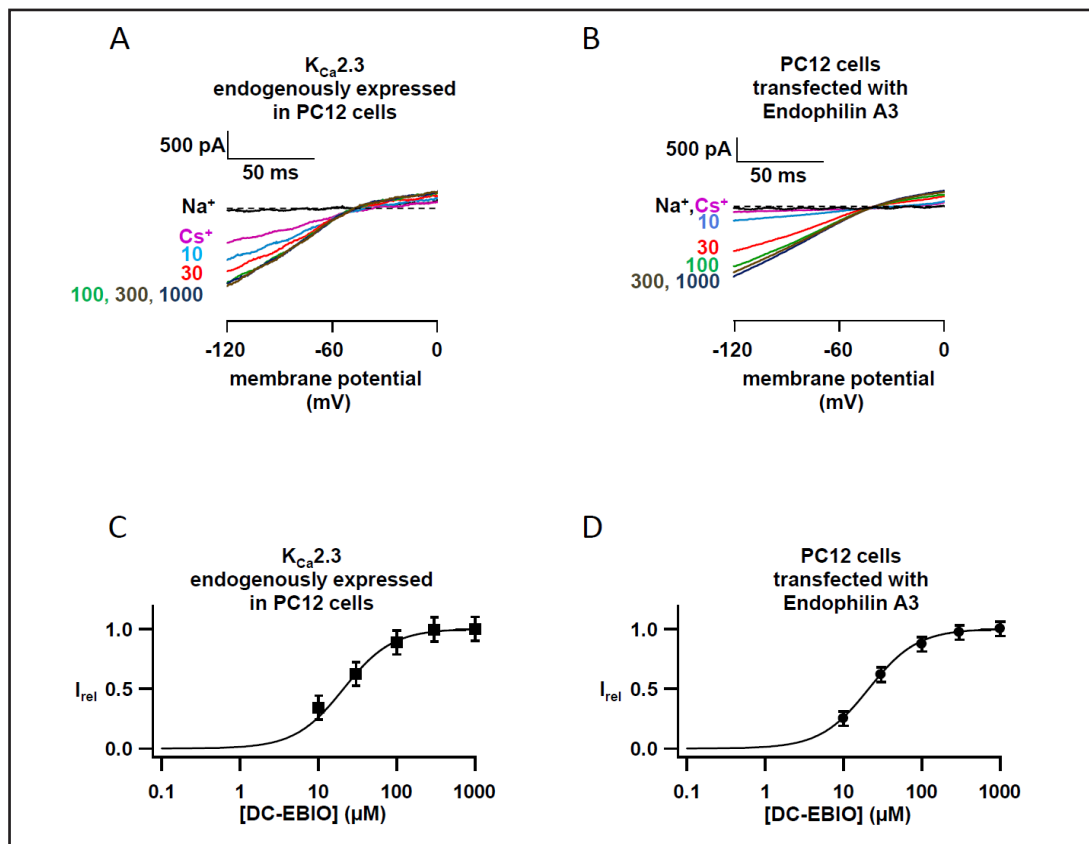 A
K_Ca2.3
endogenously expressed
in PC12 cells
500 pA
50 ms
Na⁺
Cs⁺
10
30
100, 300, 1000
-120 -60 0
membrane potential
(mV)
B
PC12 cells
transfected with
Endophilin A3
500 pA
50 ms
Na⁺,Cs⁺
10
30
100
300, 1000
-120 -60 0
membrane potential
(mV)
C
K_Ca2.3
endogenously expressed
in PC12 cells
1.0
I_rel 0.5
0.0
0.1 1 10 100 1000
[DC-EBIO] (µM)
D
PC12 cells
transfected with
Endophilin A3
1.0
I_rel 0.5
0.0
0.1 1 10 100 1000
[DC-EBIO] (µM)